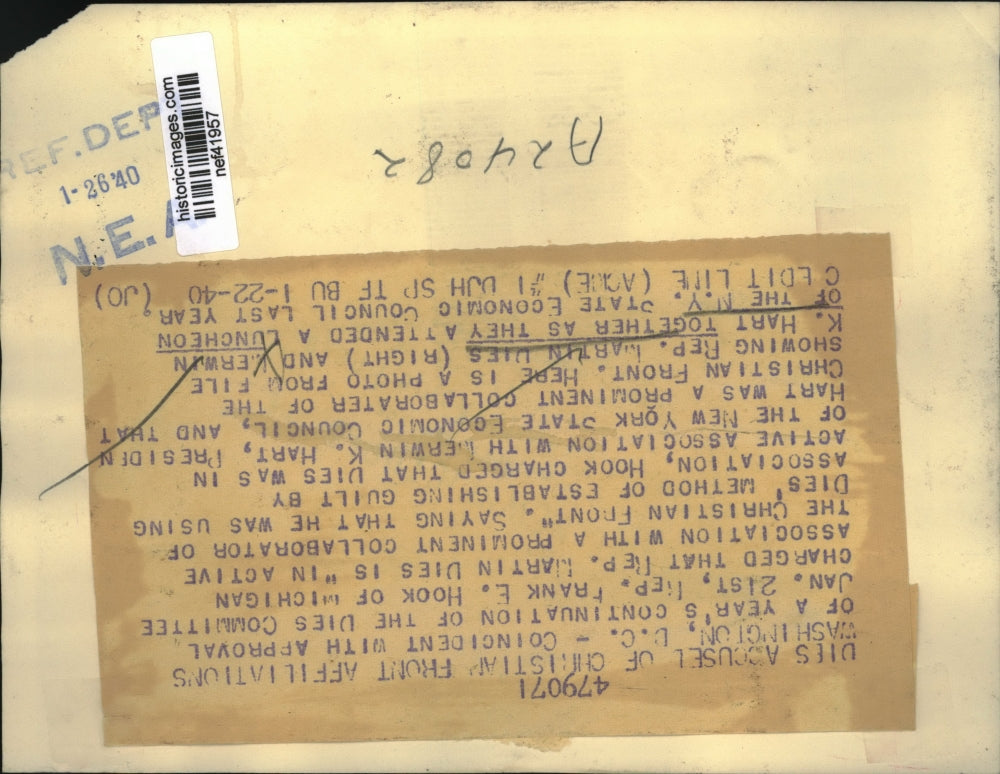 479071
DIES ACCUSED OF CHRISTIAN FRONT AFFILIATIONS
WASHINGTON, D.C. - COINCIDENT WITH APPROVAL
OF A YEAR'S CONTINUATION OF THE DIES COMMITTEE
JAN. 21ST, REP. FRANK E. HOOK OF MICHIGAN
CHARGED THAT REP. MARTIN DIES IS "IN ACTIVE
ASSOCIATION WITH A PROMINENT COLLABORATOR OF
THE CHRISTIAN FRONT". SAYING THAT HE WAS USING
DIES' METHOD OF ESTABLISHING GUILT BY
ASSOCIATION, HOOK CHARGED THAT DIES WAS IN
ACTIVE ASSOCIATION WITH MERWIN K. HART, PRESIDEN
OF THE NEW YORK STATE ECONOMIC COUNCIL, AND THAT
HART WAS A PROMINENT COLLABORATER OF THE
CHRISTIAN FRONT. HERE IS A PHOTO FROM FILE
SHOWING REP. MARTIN DIES (RIGHT) AND MERWIN
K. HART TOGETHER AS THEY ATTENDED A LUNCHEON
OF THE N.Y. STATE ECONOMIC COUNCIL LAST YEAR.
C EDIT LINE (ACME) #1 DJH SP TF BU 1-22-40 (JO)
A24082
REF. DEP
1-26'40
N.E.A
historicimages.com
nef41957